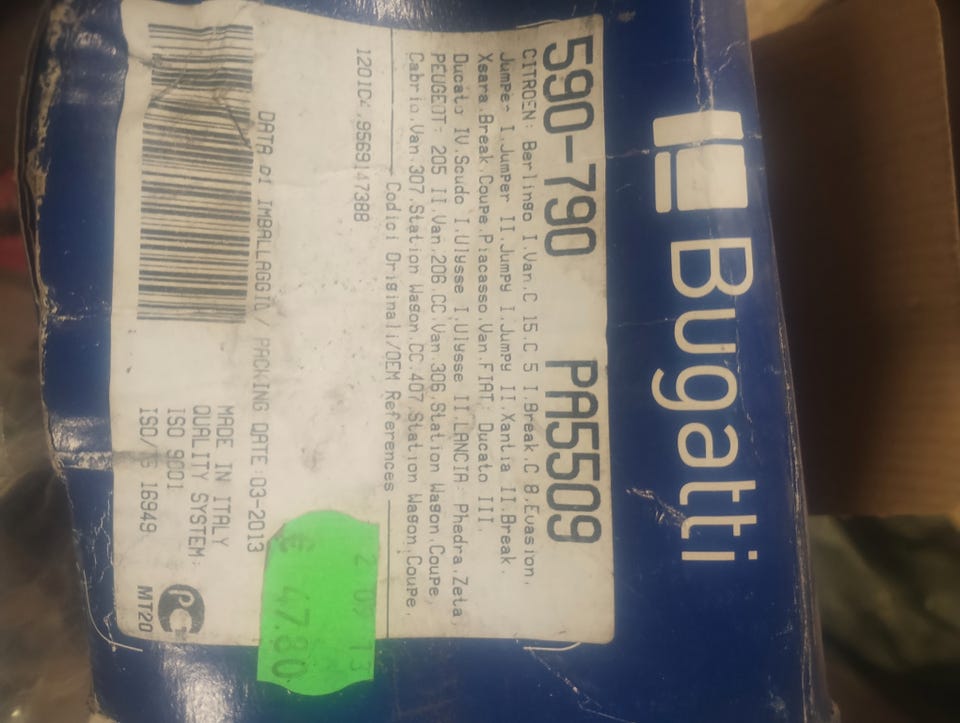 Bugatti
590-790 PA5509
CITROEN: Berlingo I.Van.C 15.C 5 I.Break.C 8.Evasion.
Jumper I.Jumper II.Jumpy I.Jumpy II.Xantia II.Break.
Xsara.Break.Coupe.Picasso.Van.FIAT: Ducato III.
Ducato IV.Scudo I.Ulysse I.Ulysse II.LANCIA: Phedra.Zeta
PEUGEOT: 205 II.Van.206.CC.Van.306.Station Wagon.Coupe.
Cabrio.Van.307.Station Wagon.CC.407.Station Wagon.Coupe.
Codici Originali/OEM References
9569147388
DATA DI IMBALLAGGIO / PACKING DATE :03-2013
MADE IN ITALY
QUALITY SYSTEM:
ISO 9001
ISO/TS 16949
MT20
€ 47.80